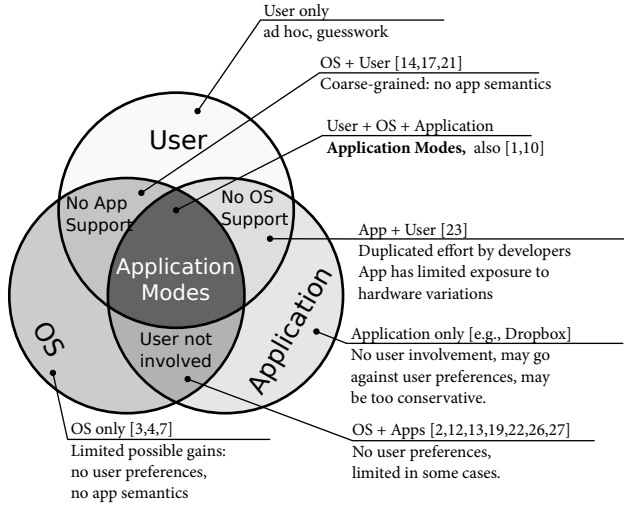 User only
ad hoc, guesswork
OS + User [14,17,21]
Coarse-grained: no app semantics
User + OS + Application
Application Modes, also [1,10]
User
No App
Support
No OS
Support
App + User [23]
Duplicated effort by developers
App has limited exposure to
hardware variations
Application
Modes
OS
Application
User not
involved
Application only [e.g., Dropbox]
No user involvement, may go
against user preferences, may
be too conservative.
OS only [3,4,7]
Limited possible gains:
no user preferences,
no app semantics
OS + Apps [2,12,13,19,22,26,27]
No user preferences,
limited in some cases.